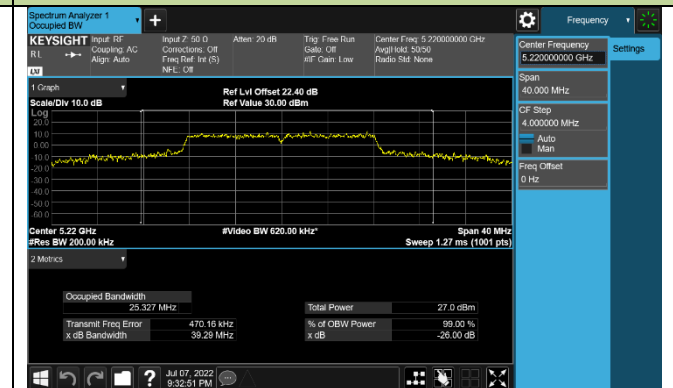 Spectrum Analyzer 1
Occupied BW
Frequency
KEYSIGHT
Input: RF
Coupling: AC
Align: Auto
Input Z: 50 Ω
Corrections: Off
Freq Ref: Int (S)
NFE: Off
Atten: 20 dB
Trig: Free Run
Gate: Off
#IF Gain: Low
Center Freq: 5.220000000 GHz
Avg|Hold: 50/50
Radio Std: None
RL
LXI
Center Frequency
5.220000000 GHz
Settings
Span
40.000 MHz
CF Step
4.000000 MHz
Auto
Man
Freq Offset
0 Hz
1 Graph
Scale/Div 10.0 dB
Ref Lvl Offset 22.40 dB
Ref Value 30.00 dBm
Log
20.0
10.0
0.00
-10.0
-20.0
-30.0
-40.0
-50.0
-60.0
Center 5.22 GHz
#Video BW 620.00 kHz*
Span 40 MHz
#Res BW 200.00 kHz
Sweep 1.27 ms (1001 pts)
2 Metrics
Occupied Bandwidth
25.327 MHz
Total Power 27.0 dBm
Transmit Freq Error 470.16 kHz
% of OBW Power 99.00 %
x dB Bandwidth 39.29 MHz
x dB -26.00 dB
?
Jul 07, 2022
9:32:51 PM